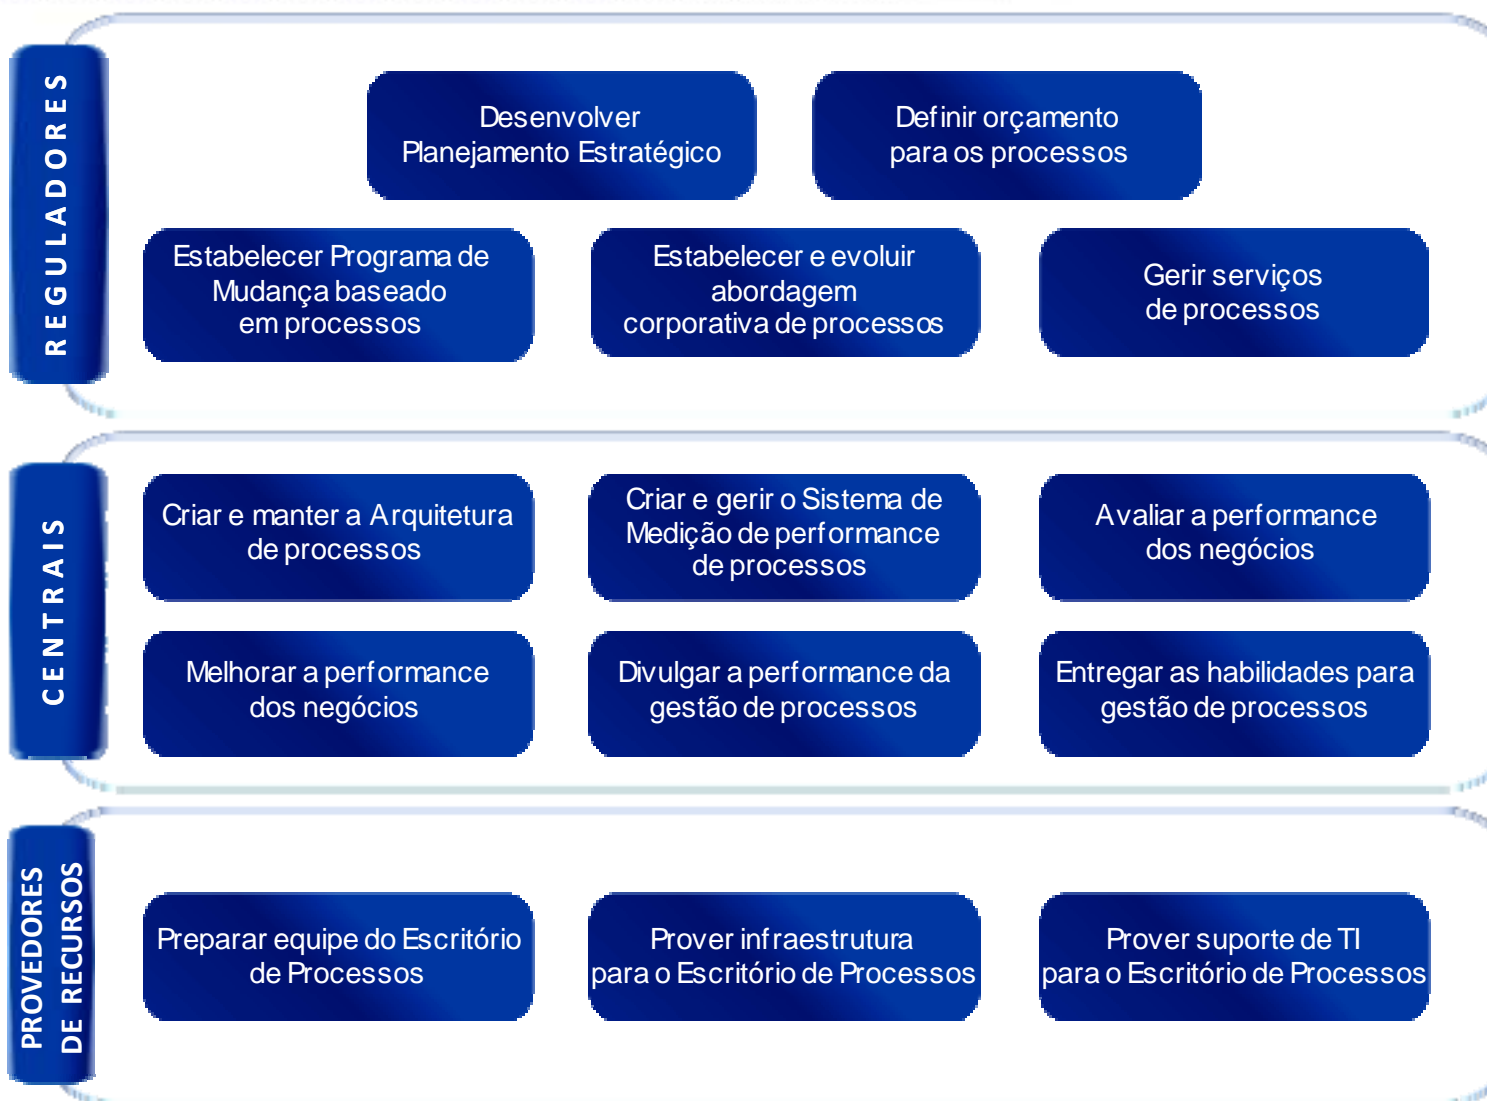 REGULADORES
Desenvolver
Planejamento Estratégico
Definir orçamento
para os processos
Estabelecer Programa de
Mudança baseado
em processos
Estabelecer e evoluir
abordagem
corporativa de processos
Gerir serviços
de processos
CENTRAIS
Criar e manter a Arquitetura
de processos
Criar e gerir o Sistema de
Medição de performance
de processos
Avaliar a performance
dos negócios
Melhorar a performance
dos negócios
Divulgar a performance da
gestão de processos
Entregar as habilidades para
gestão de processos
PROVEDORES
DE RECURSOS
Preparar equipe do Escritório
de Processos
Prover infraestrutura
para o Escritório de Processos
Prover suporte de TI
para o Escritório de Processos